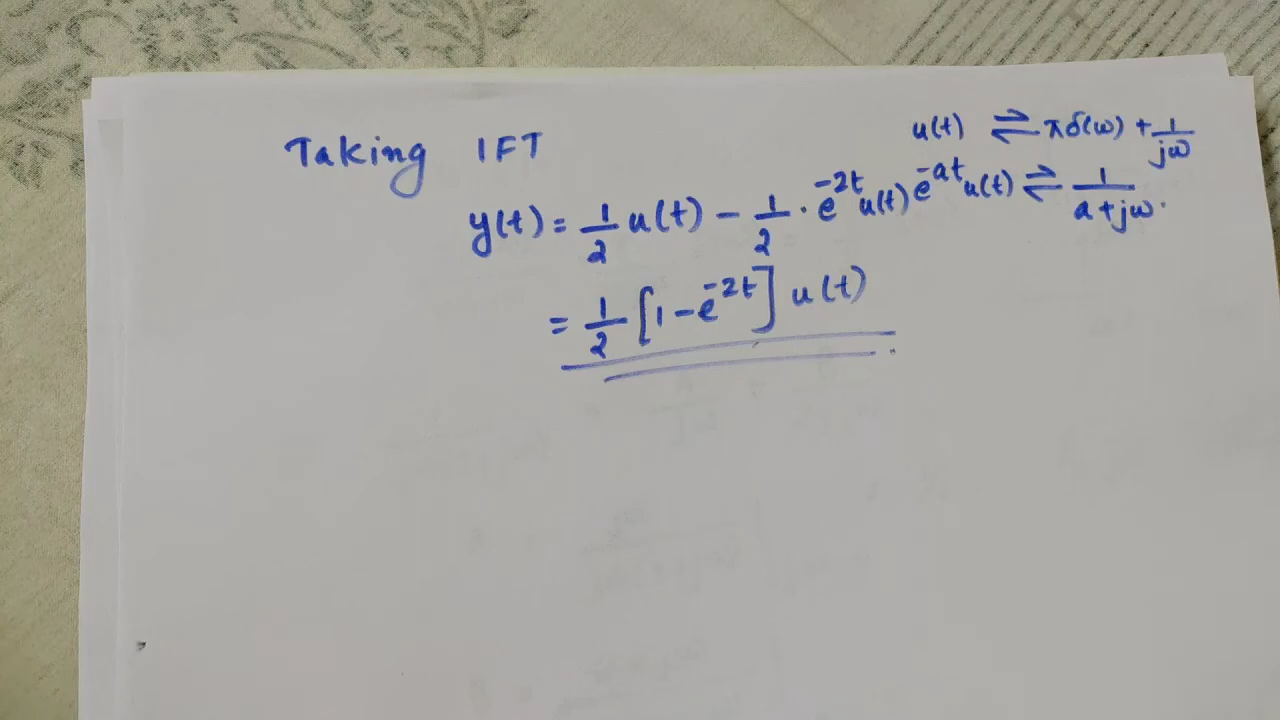 Taking IFT
u(t) ⇌ πδ(ω) + 1/jω
e^{-at}u(t) ⇌ 1/(a+jω).
y(t) = 1/2 u(t) - 1/2 . e^{-2t}u(t)
= 1/2 [1-e^{-2t}] u(t)